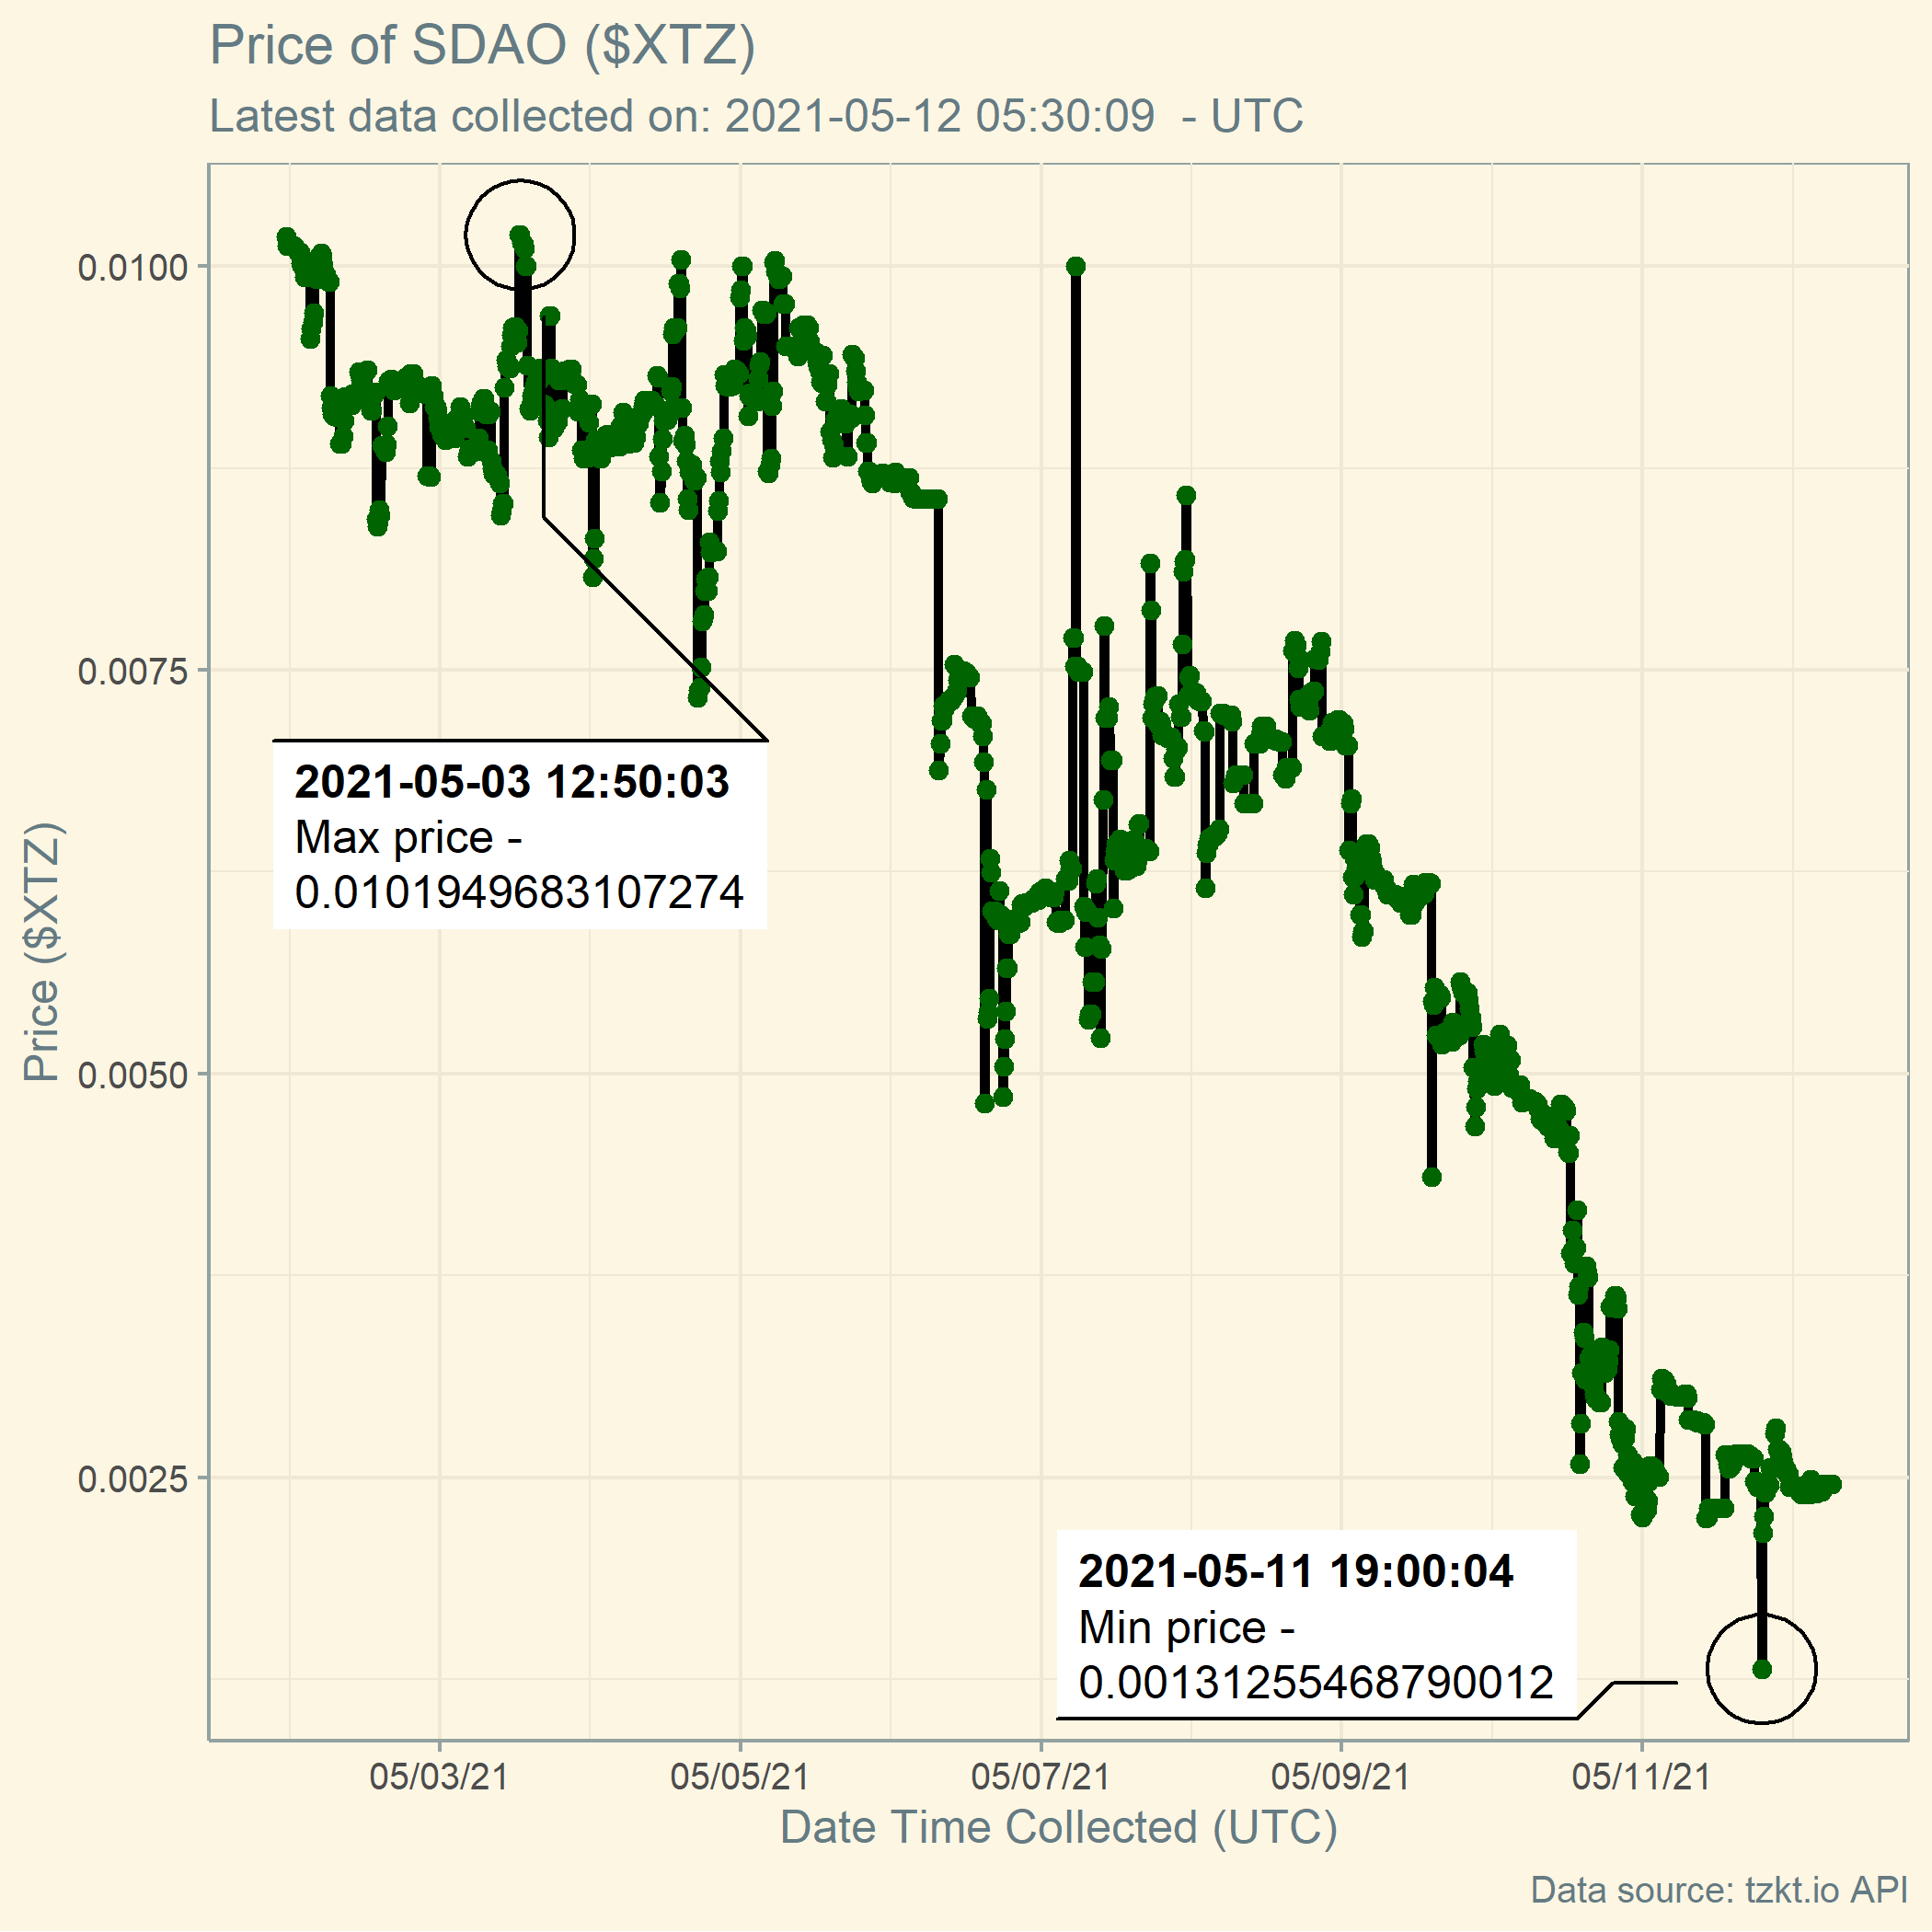 Price of SDAO ($XTZ)
Latest data collected on: 2021-05-12 05:30:09  - UTC
Price ($XTZ)
0.0100
0.0075
0.0050
0.0025
2021-05-03 12:50:03
Max price -
0.0101949683107274
2021-05-11 19:00:04
Min price -
0.00131255468790012
05/03/21
05/05/21
05/07/21
05/09/21
05/11/21
Date Time Collected (UTC)
Data source: tzkt.io API